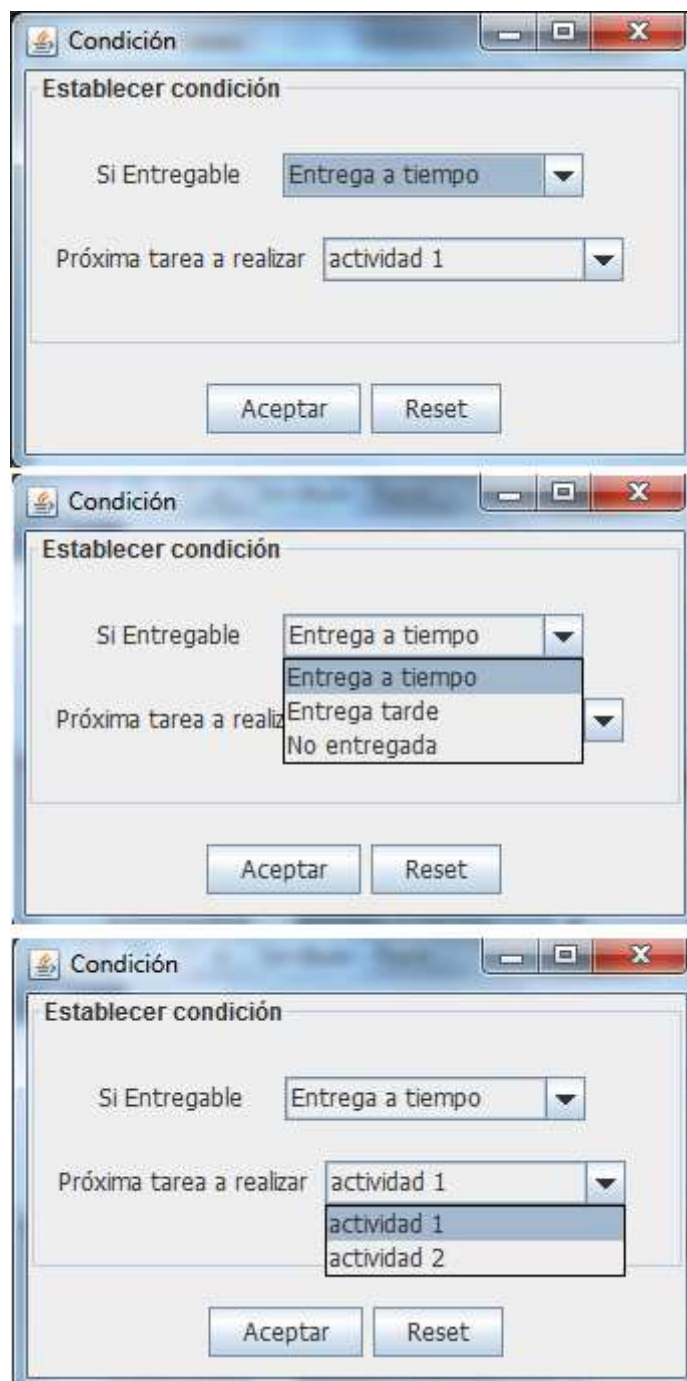 Condición
Establecer condición
Si Entregable Entrega a tiempo
Próxima tarea a realizar actividad 1
Aceptar Reset
Condición
Establecer condición
Si Entregable Entrega a tiempo
Entrega a tiempo
Próxima tarea a realiz Entrega tarde
No entregada
Aceptar Reset
Condición
Establecer condición
Si Entregable Entrega a tiempo
Próxima tarea a realizar actividad 1
actividad 1
actividad 2
Aceptar Reset